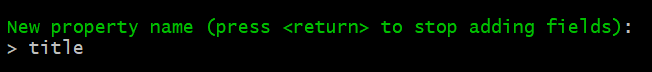 New property name (press <return> to stop adding fields):
> title